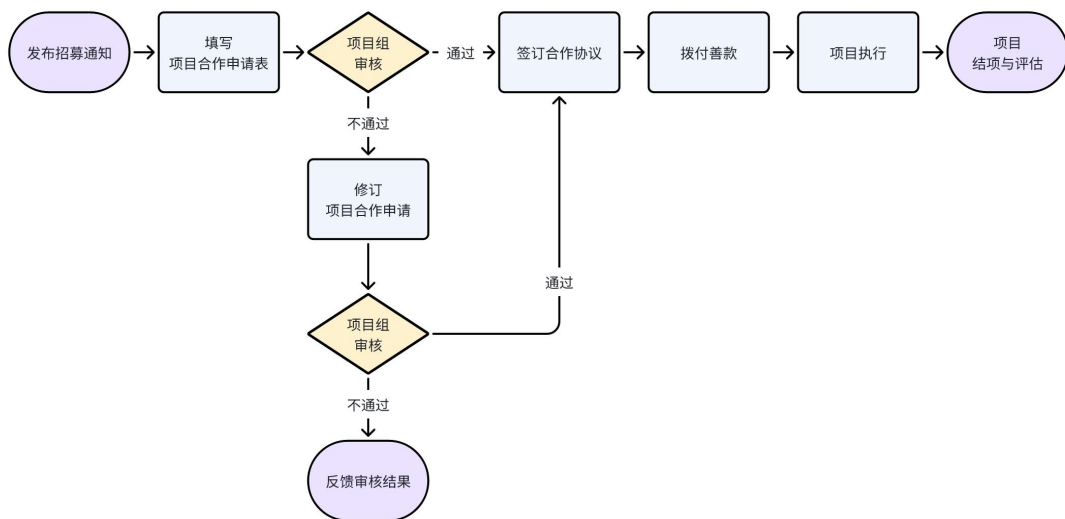 发布招募通知
填写
项目合作申请表
项目组
审核
通过
签订合作协议
拨付善款
项目执行
项目
结项与评估
不通过
修订
项目合作申请
通过
项目组
审核
不通过
反馈审核结果